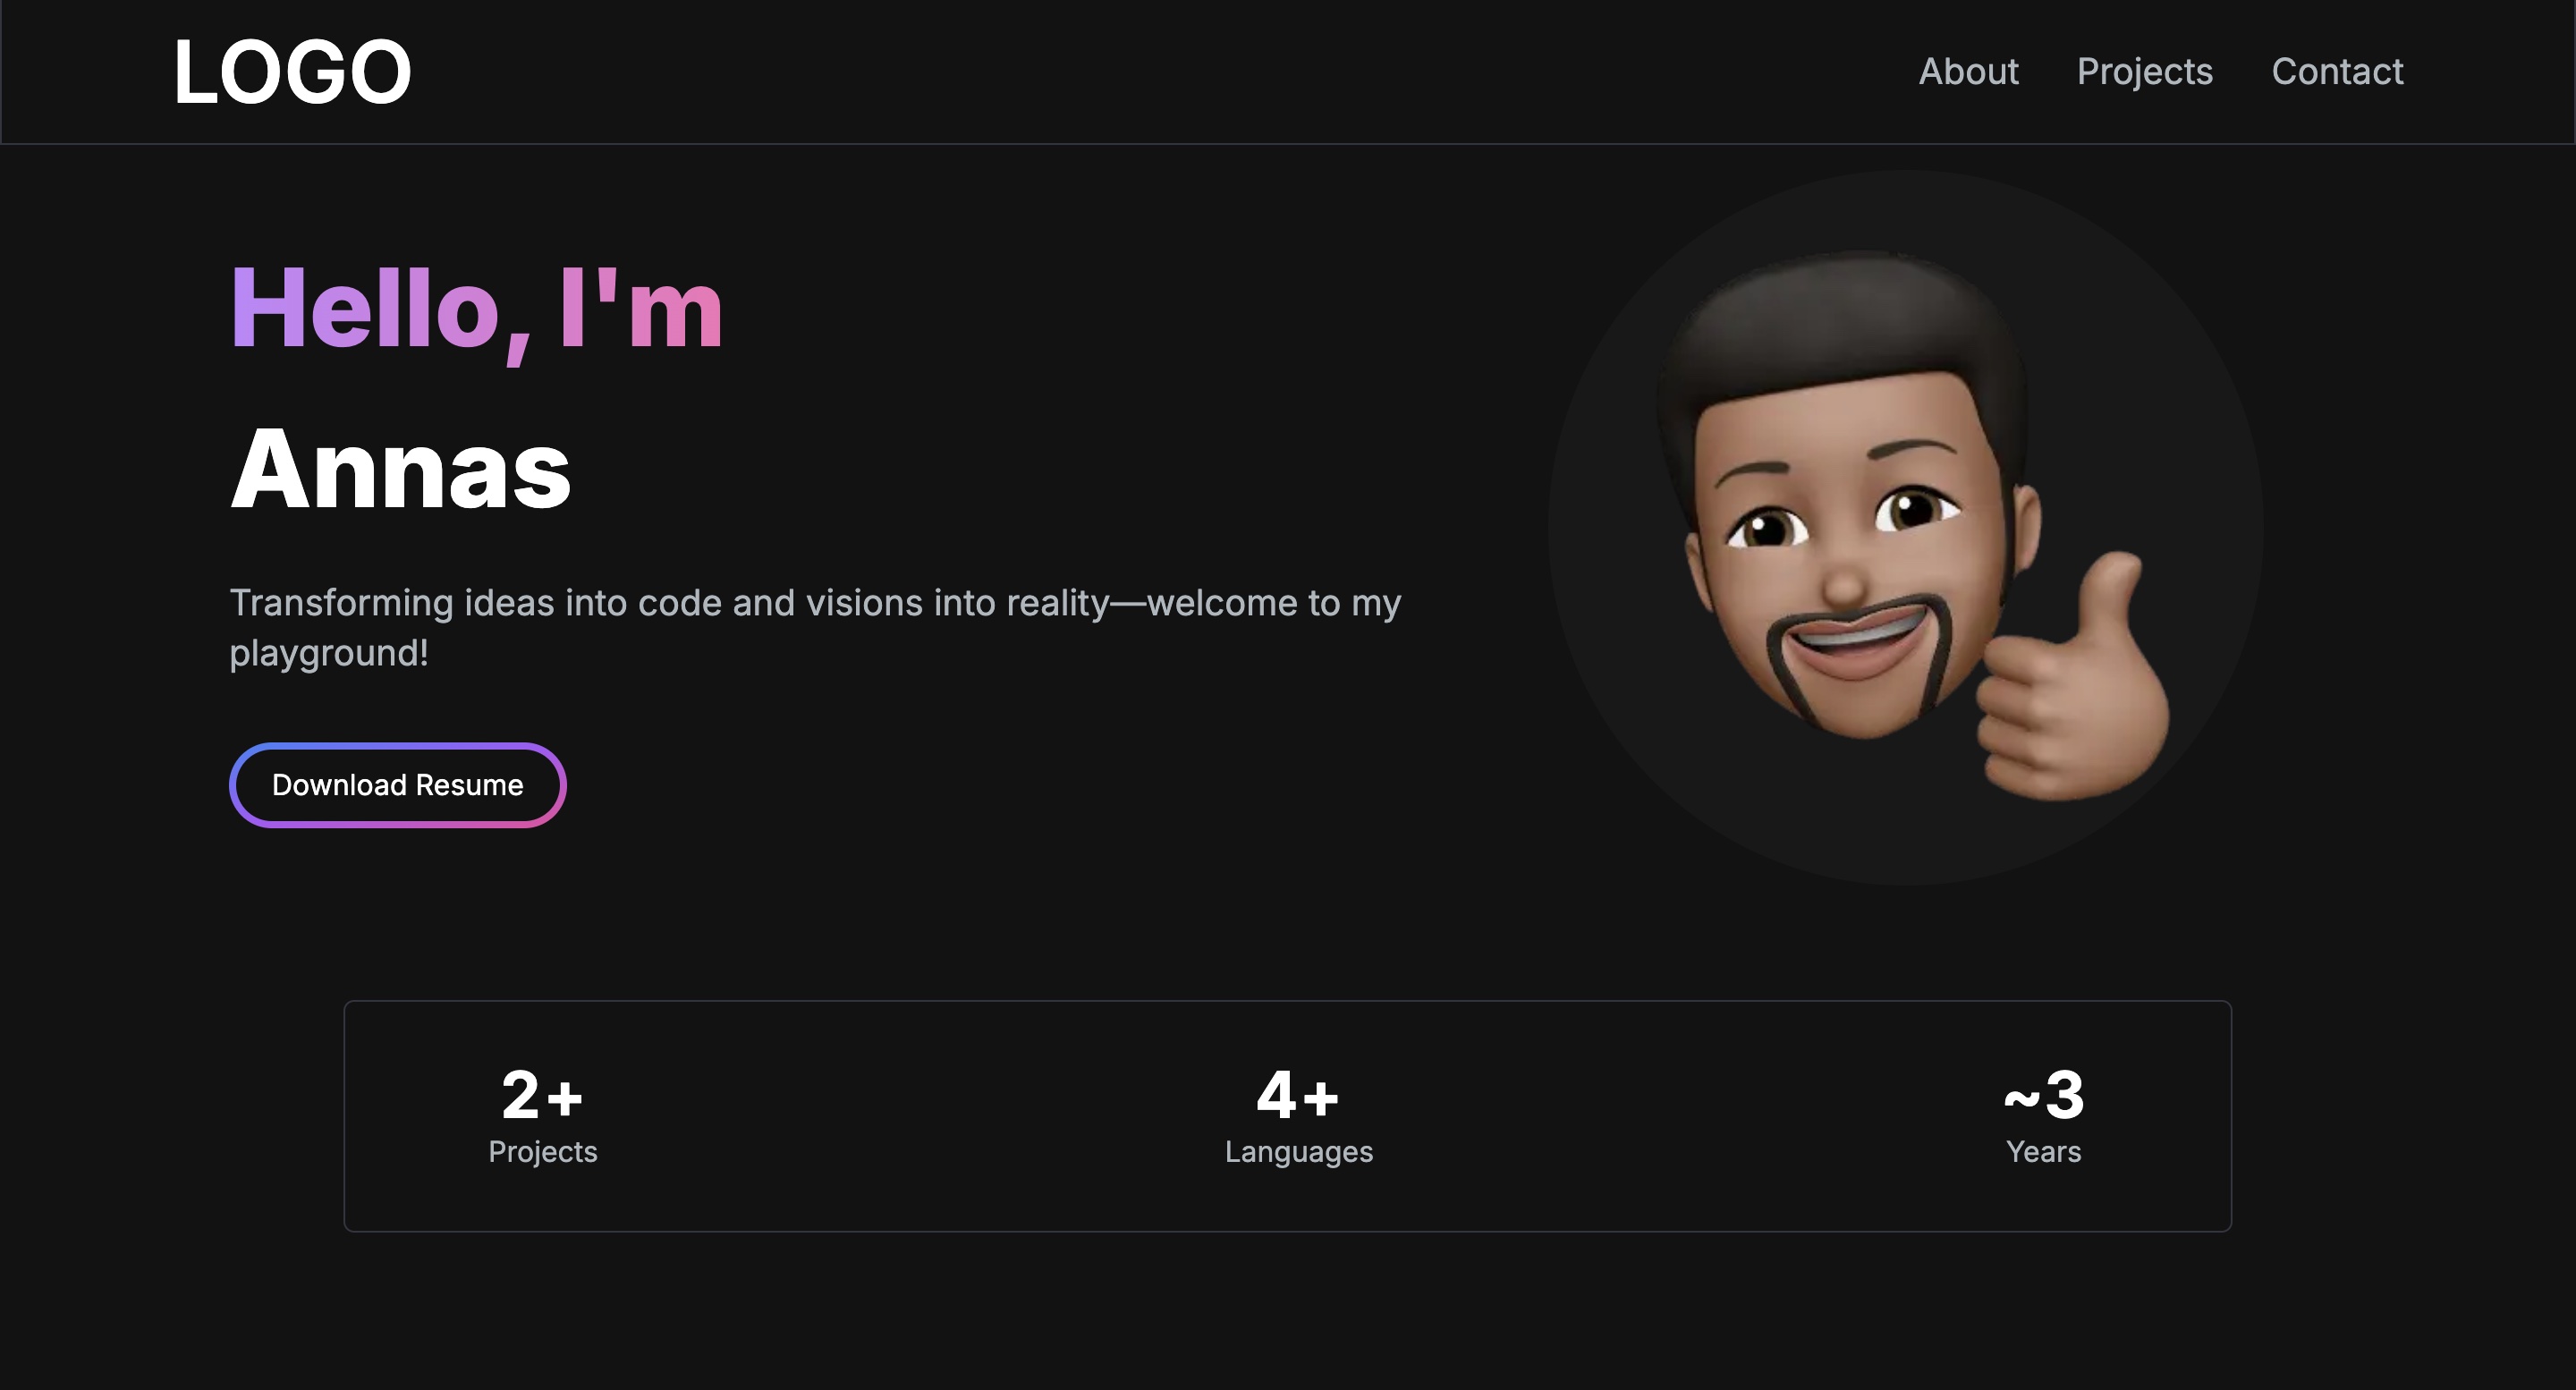 LOGO
About Projects Contact
Hello, I'm
Annas
Transforming ideas into code and visions into reality—welcome to my
playground!
Download Resume
2+ 4+ ~3
Projects Languages Years